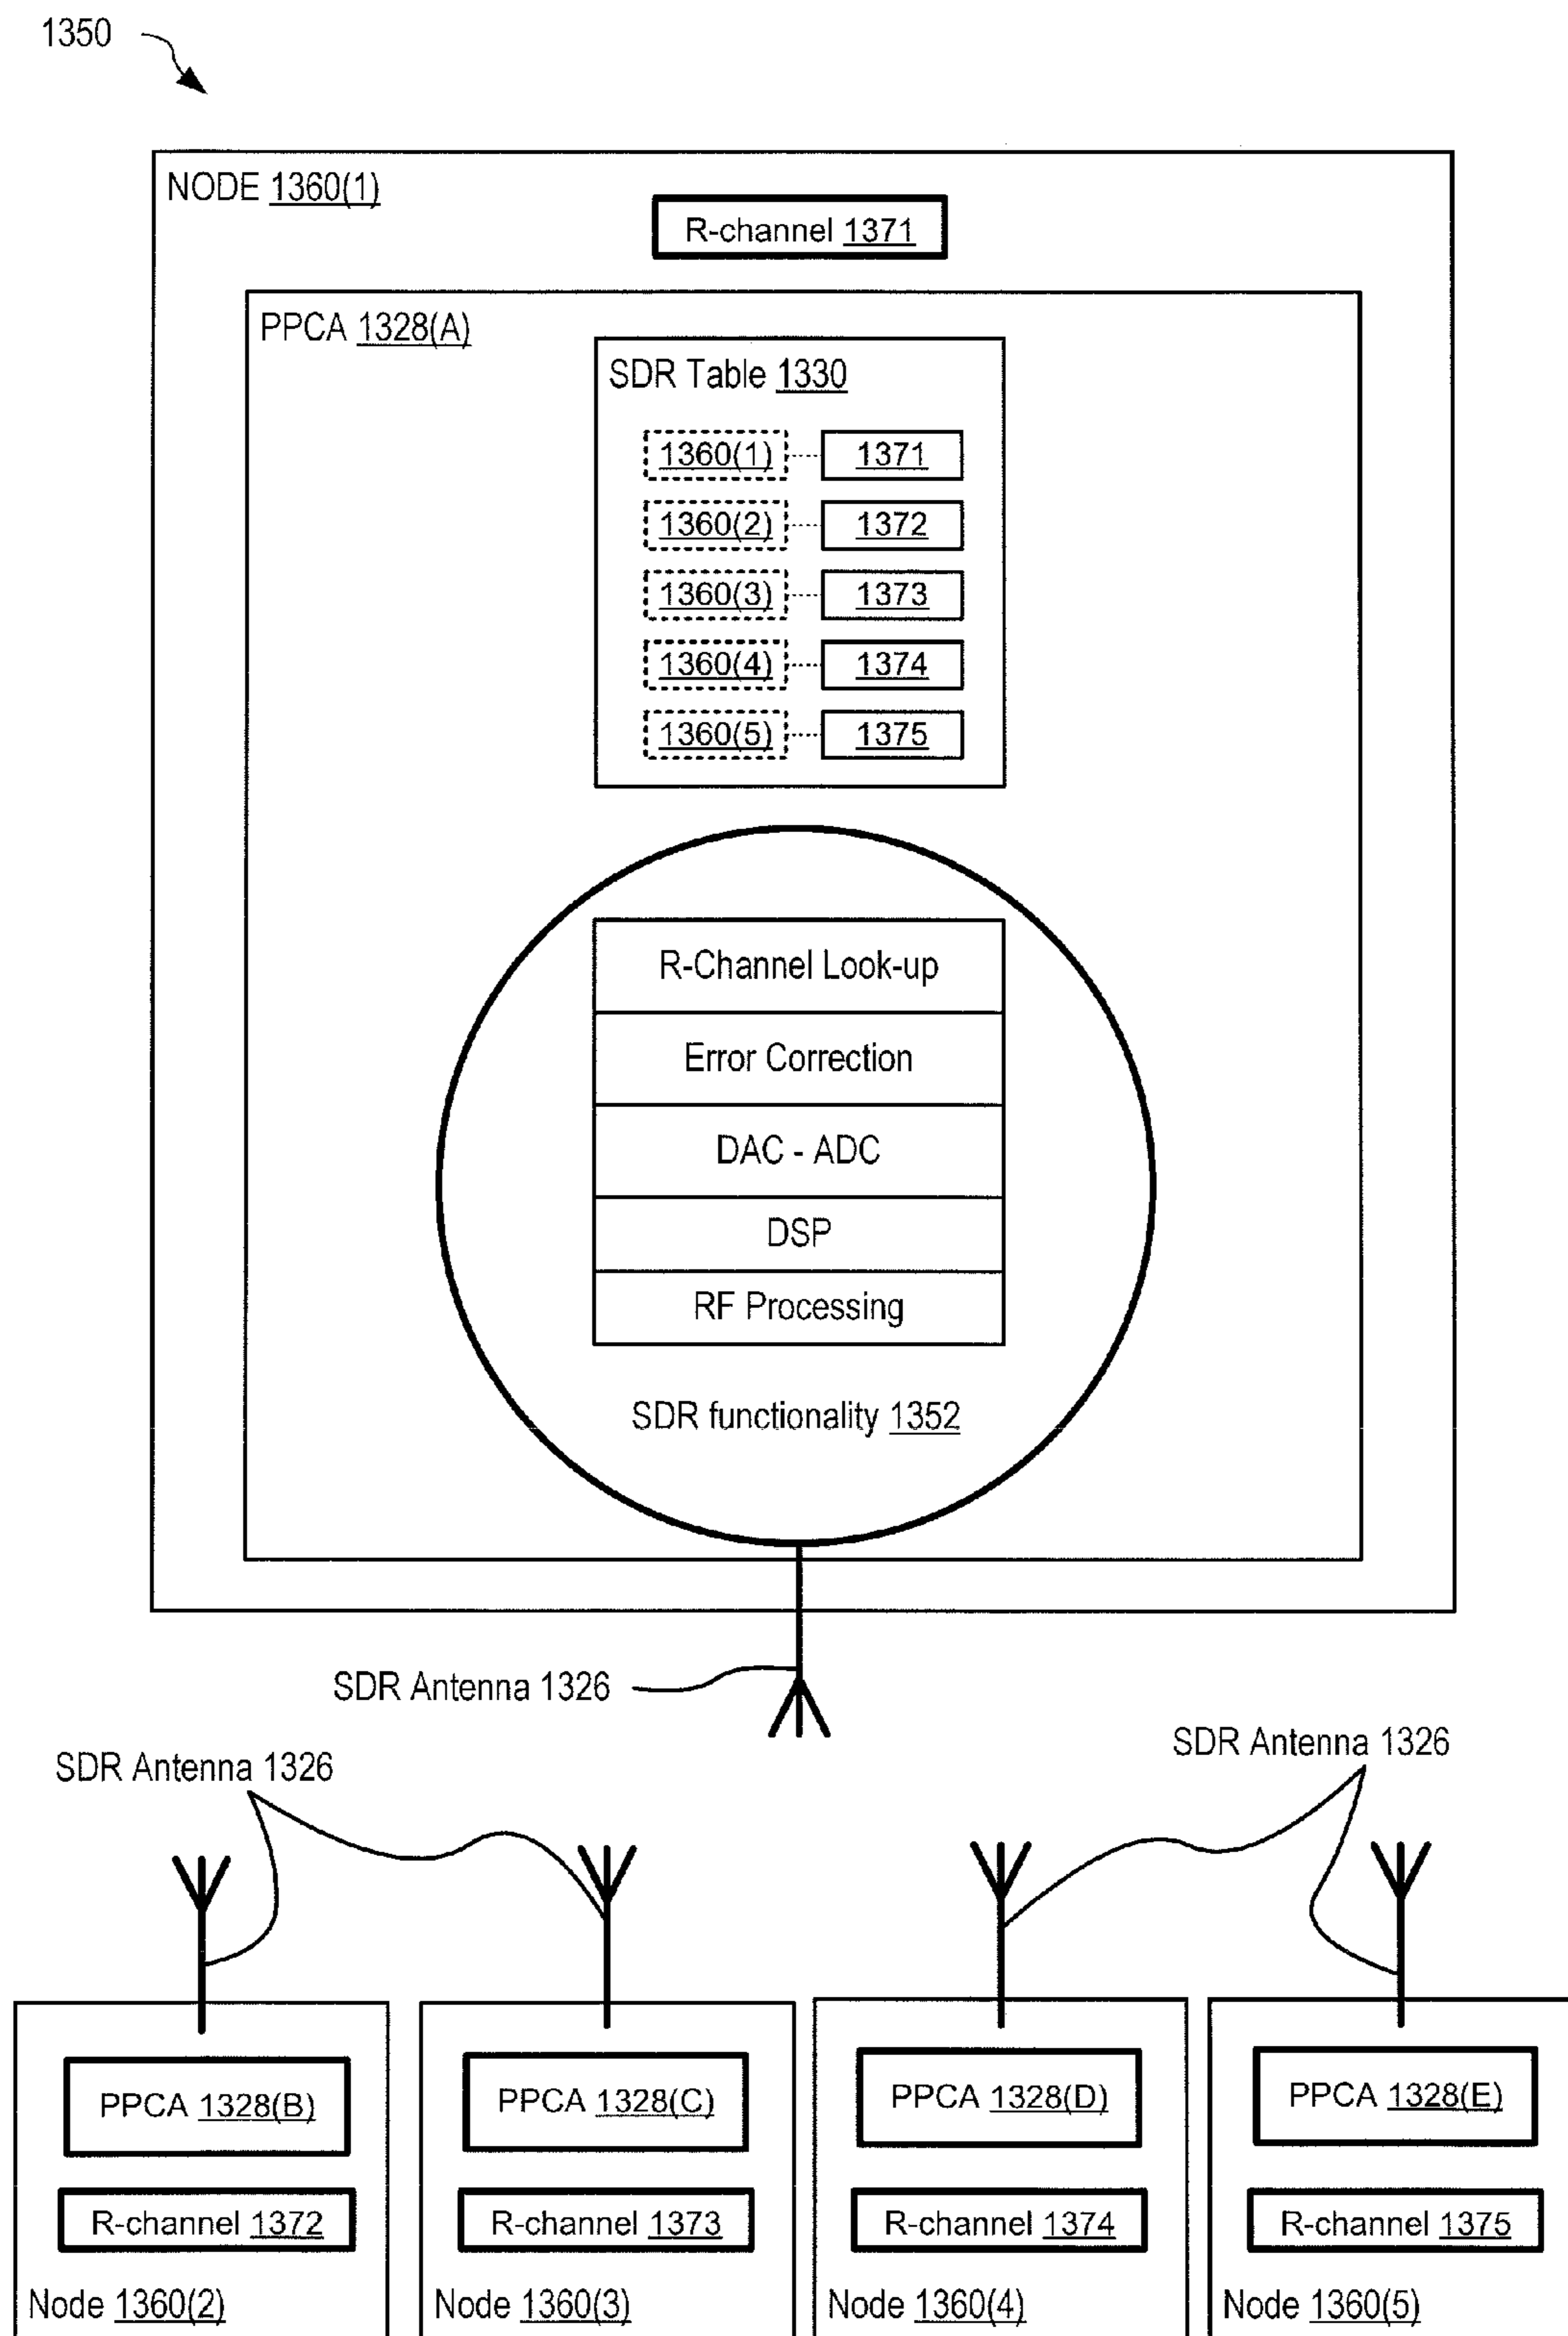 1350
NODE 1360(1)
R-channel 1371
PPCA 1328(A)
SDR Table 1330
1360(1) 1371
1360(2) 1372
1360(3) 1373
1360(4) 1374
1360(5) 1375
R-Channel Look-up
Error Correction
DAC - ADC
DSP
RF Processing
SDR functionality 1352
SDR Antenna 1326
SDR Antenna 1326
SDR Antenna 1326
PPCA 1328(B)
R-channel 1372
Node 1360(2)
PPCA 1328(C)
R-channel 1373
Node 1360(3)
PPCA 1328(D)
R-channel 1374
Node 1360(4)
PPCA 1328(E)
R-channel 1375
Node 1360(5)